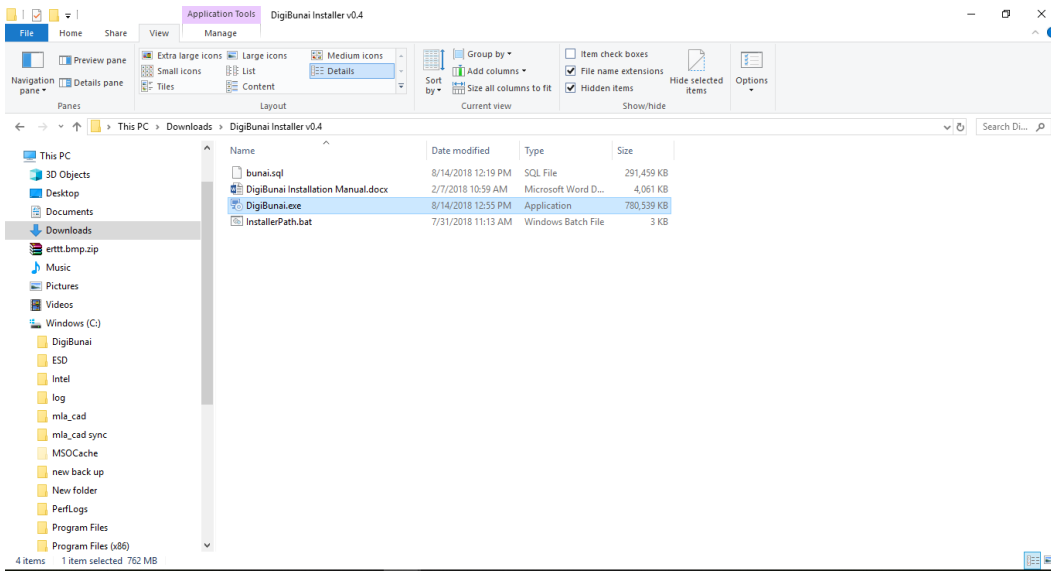 Application Tools DigiBunai Installer v0.4
File Home Share View Manage
Navigation pane
Preview pane
Details pane
Panes
Extra large icons Large icons Medium icons
Small icons List Details
Tiles Content
Layout
Sort by
Group by
Add columns
Size all columns to fit
Current view
Item check boxes
File name extensions
Hidden items
Hide selected items
Show/hide
Options
This PC > Downloads > DigiBunai Installer v0.4
Search Di...
This PC
3D Objects
Desktop
Documents
Downloads
erttt.bmp.zip
Music
Pictures
Videos
Windows (C:)
DigiBunai
ESD
Intel
log
mla_cad
mla_cad sync
MSOCache
new back up
New folder
PerfLogs
Program Files
Program Files (x86)
Name Date modified Type Size
bunai.sql 8/14/2018 12:19 PM SQL File 291,459 KB
DigiBunai Installation Manual.docx 2/7/2018 10:59 AM Microsoft Word D... 4,061 KB
DigiBunai.exe 8/14/2018 12:55 PM Application 780,539 KB
InstallerPath.bat 7/31/2018 11:13 AM Windows Batch File 3 KB
4 items 1 item selected 762 MB